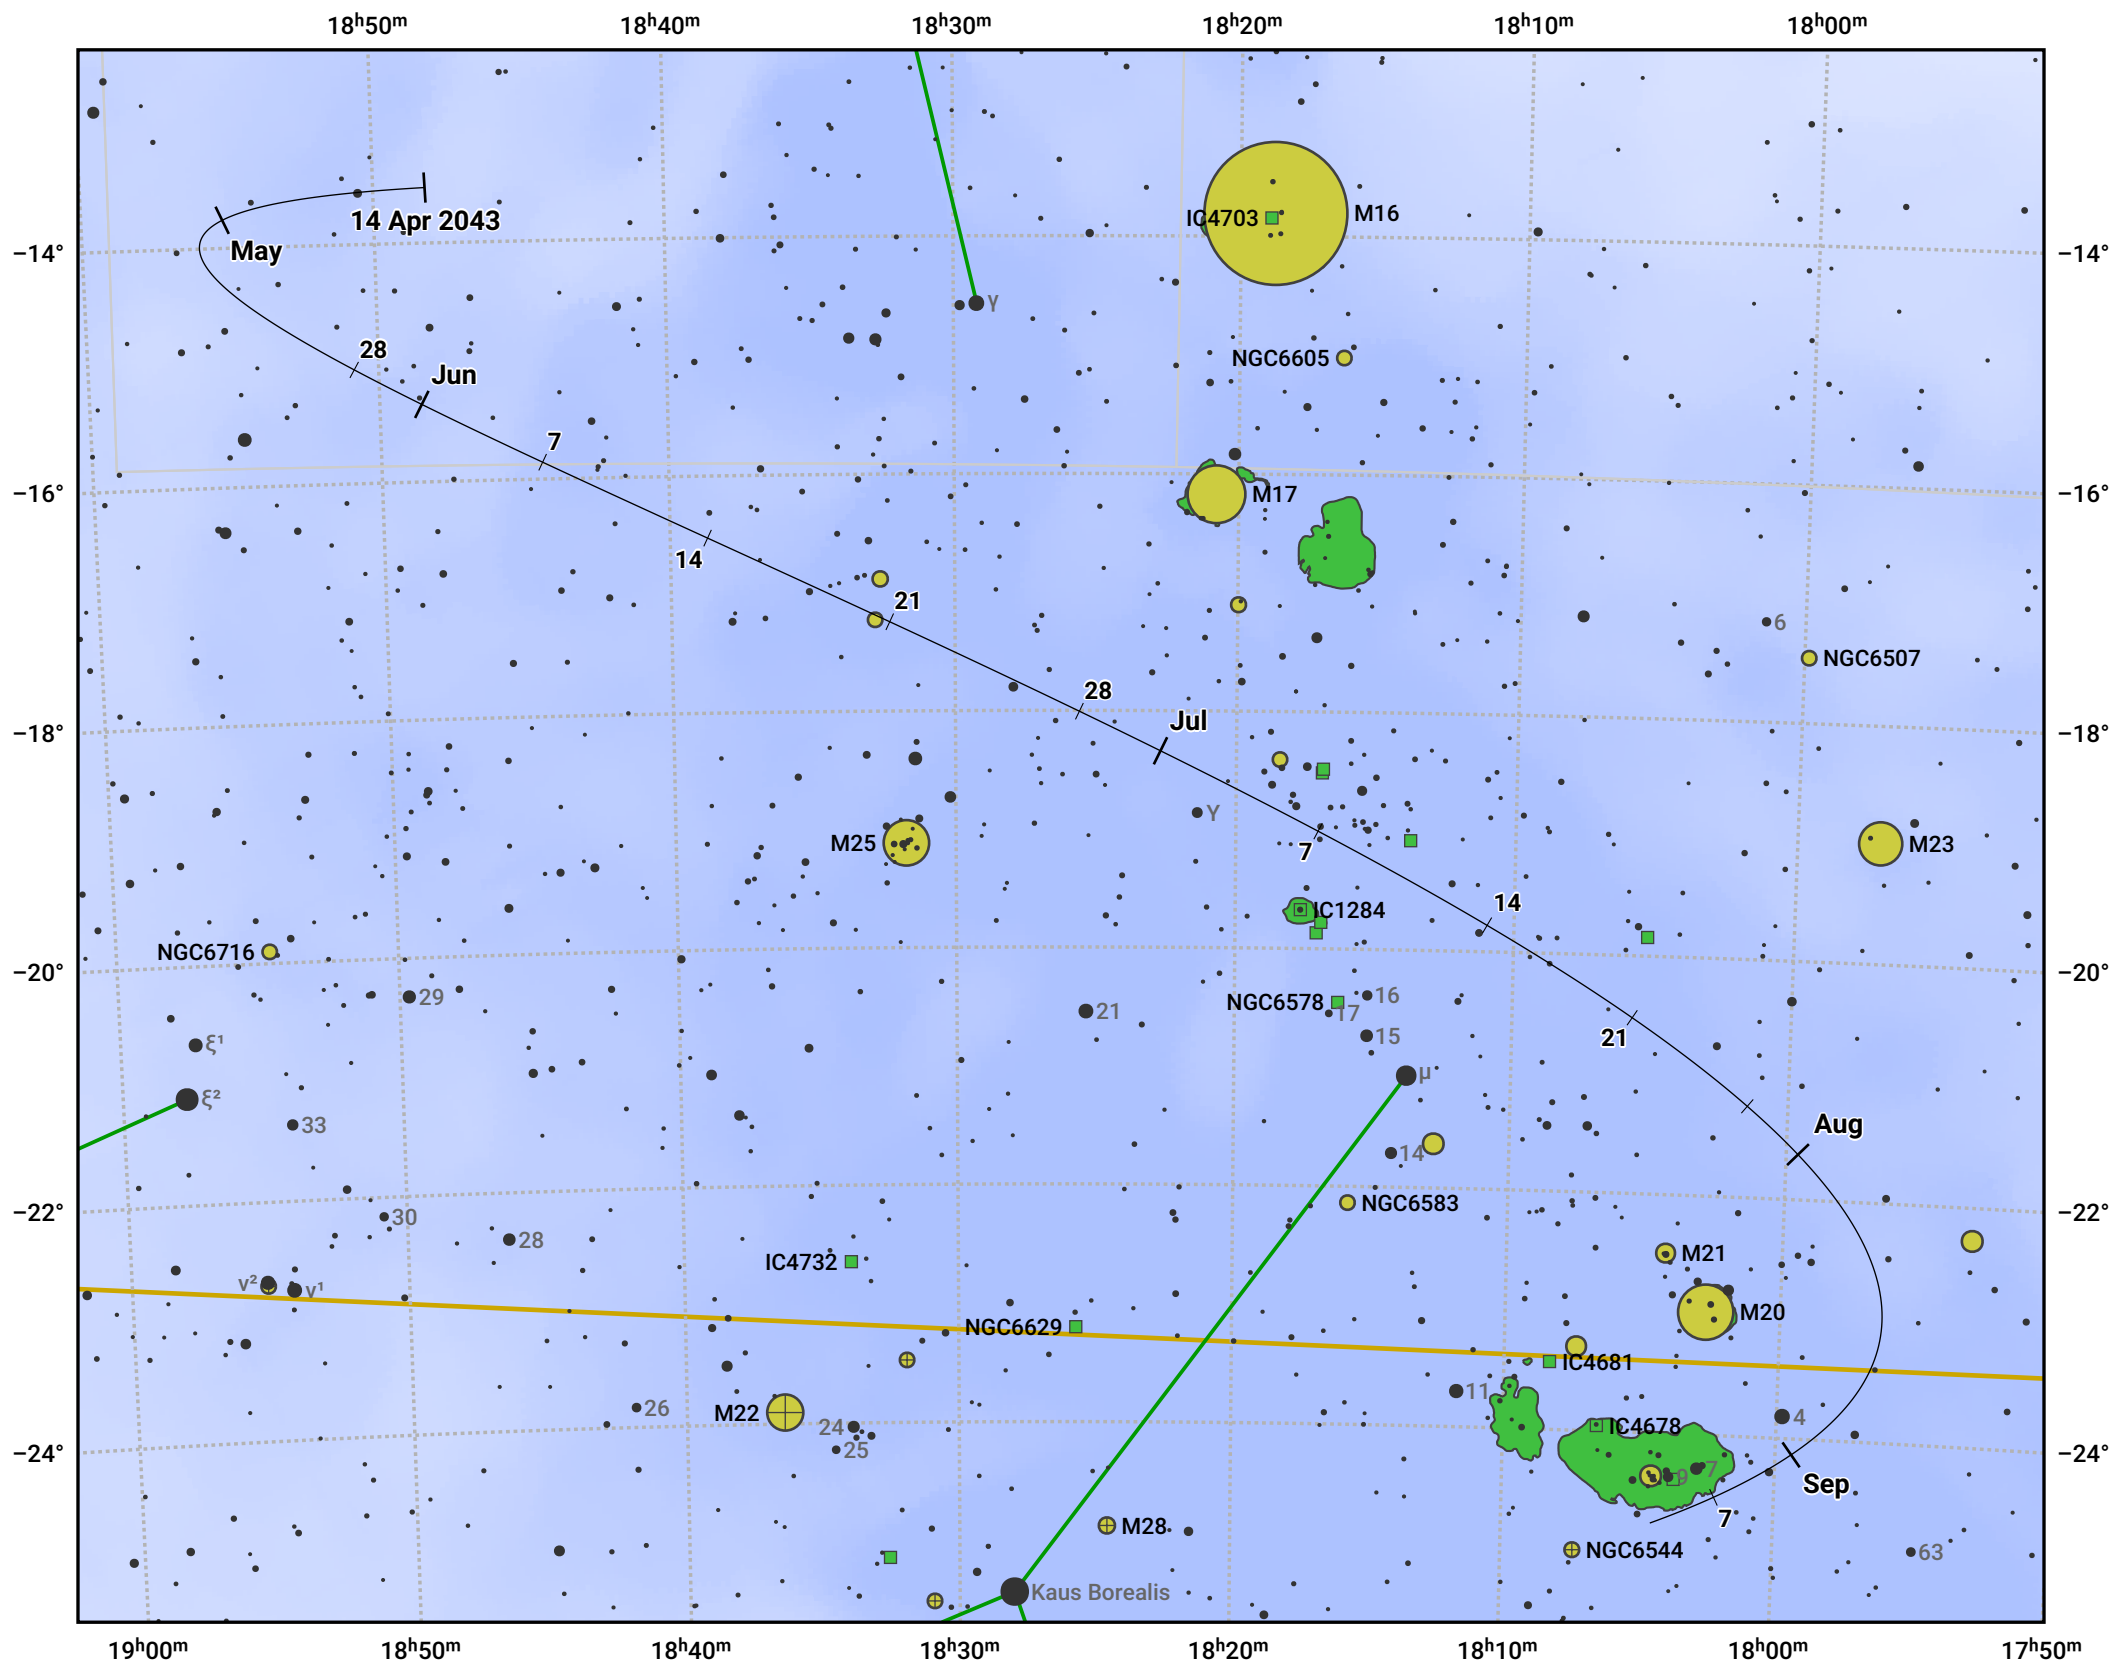 18ʰ50ᵐ 18ʰ40ᵐ 18ʰ30ᵐ 18ʰ20ᵐ 18ʰ10ᵐ 18ʰ00ᵐ
M16
IC4703
14 Apr 2043
May
−14° −14°
γ
28
NGC6605
Jun
7
−16° M17 −16°
14
21
6
NGC6507
28
Jul
−18° −18°
Y
M25 7 M23
14
IC1284
NGC6716
−20° −20°
29 NGC6578 16
21 17
15 21
ξ¹
μ
ξ²
33 Aug
14
NGC6583
−22° 30 −22°
28
M21
IC4732
ν² ν¹
M20
NGC6629
IC4681
11
26 M22 4
24 IC4678
25
−24° −24°
9 7
Sep
7
M28
NGC6544 63
Kaus Borealis
19ʰ00ᵐ 18ʰ50ᵐ 18ʰ40ᵐ 18ʰ30ᵐ 18ʰ20ᵐ 18ʰ10ᵐ 18ʰ00ᵐ 17ʰ50ᵐ